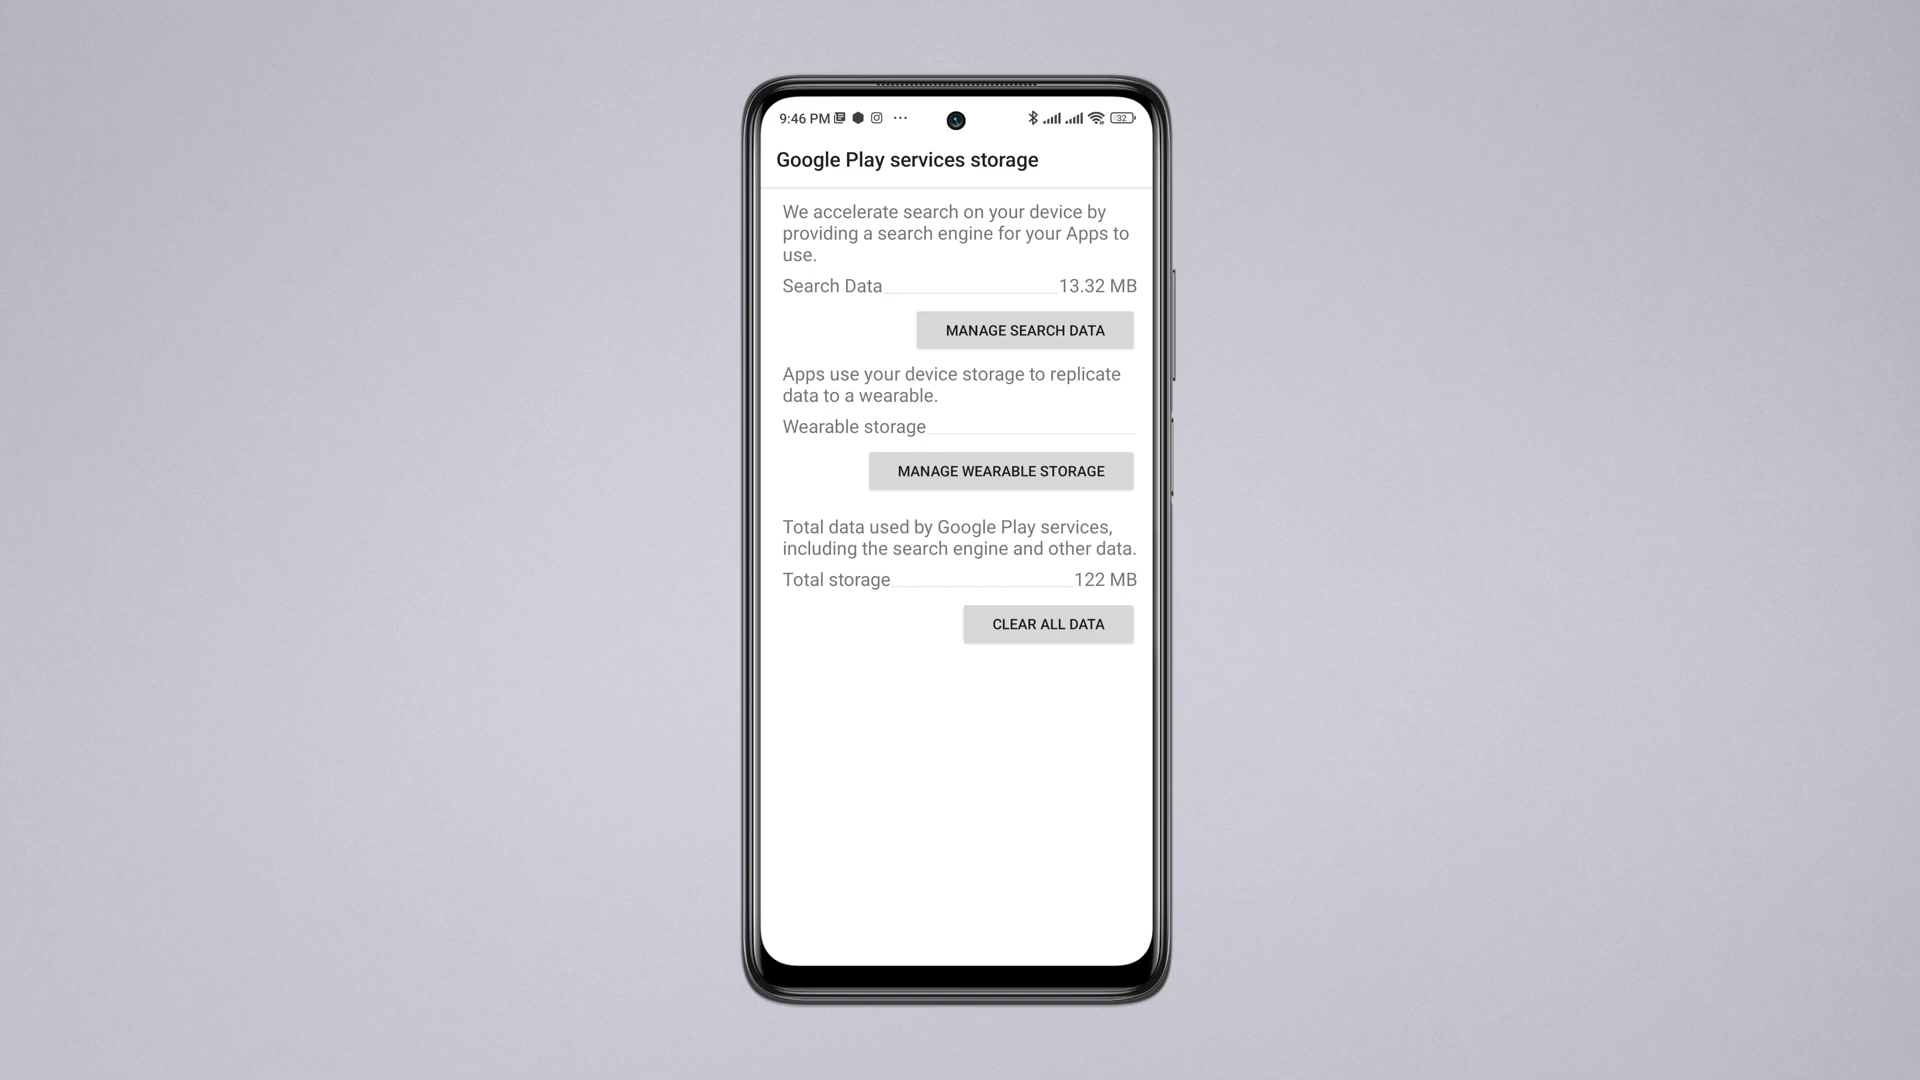 9:46 PM 32
Google Play services storage
We accelerate search on your device by
providing a search engine for your Apps to
use.
Search Data 13.32 MB
MANAGE SEARCH DATA
Apps use your device storage to replicate
data to a wearable.
Wearable storage
MANAGE WEARABLE STORAGE
Total data used by Google Play services,
including the search engine and other data.
Total storage 122 MB
CLEAR ALL DATA